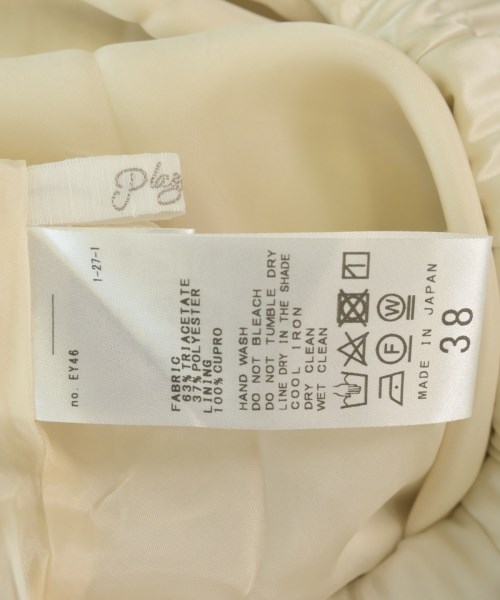 no. EY46
1-27-1
FABRIC
63% TRIACETATE
37% POLYESTER
LINING
100% CUPRO
HAND WASH
DO NOT BLEACH
DO NOT TUMBLE DRY
LINE DRY IN THE SHADE
COOL IRON
DRY CLEAN
WET CLEAN
F W
MADE IN JAPAN
38